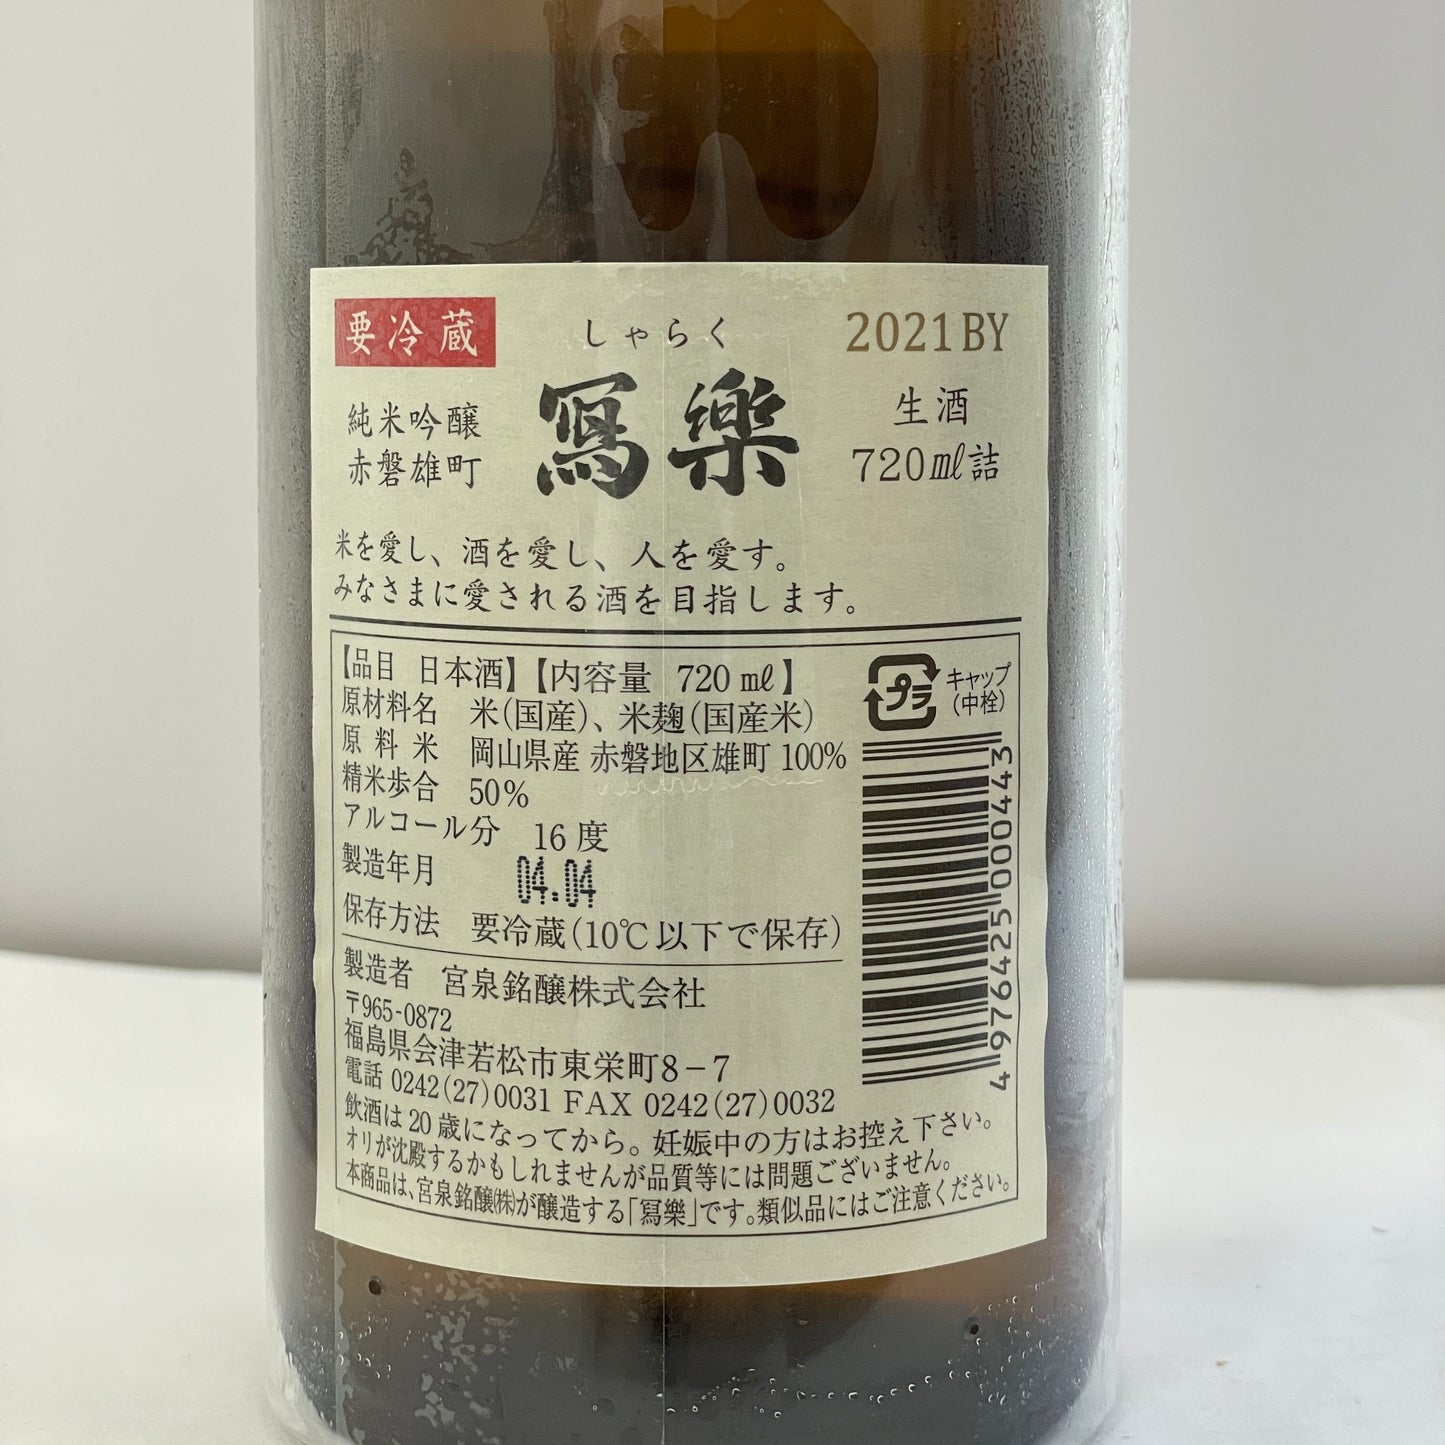 要冷蔵
しゃらく
2021BY
純米吟醸
赤磐雄町
冩樂
生酒
720㎖詰
米を愛し、酒を愛し、人を愛す。
みなさまに愛される酒を目指します。
【品目 日本酒】【内容量 720㎖】
原材料名 米(国産)、米麹(国産米)
原料米 岡山県産 赤磐地区雄町 100%
精米歩合 50%
アルコール分 16度
製造年月 04.04
保存方法 要冷蔵(10℃以下で保存)
プラ
キャップ
(中栓)
4976425000443
製造者 宮泉銘醸株式会社
〒965-0872
福島県会津若松市東栄町8－7
電話 0242(27)0031 FAX 0242(27)0032
飲酒は20歳になってから。妊娠中の方はお控え下さい。
オリが沈殿するかもしれませんが品質等には問題ございません。
本商品は、宮泉銘醸㈱が醸造する「冩樂」です。類似品にはご注意ください。